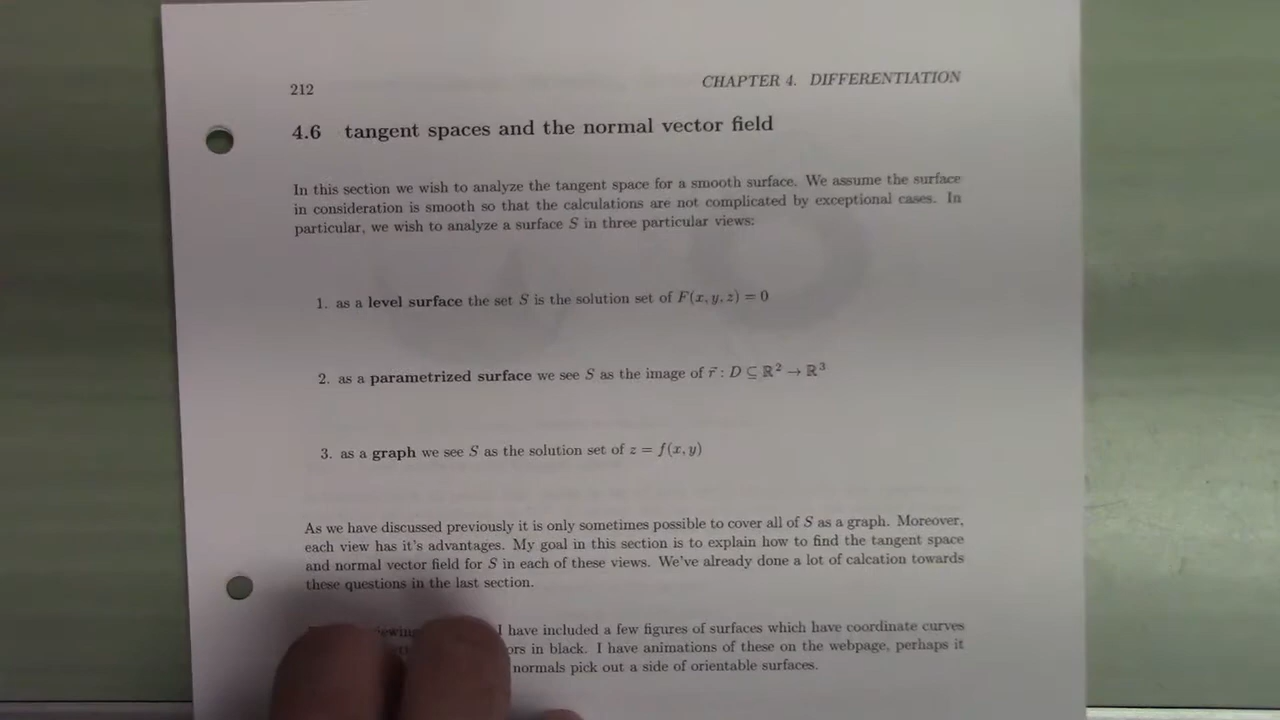 212
CHAPTER 4. DIFFERENTIATION
4.6 tangent spaces and the normal vector field
In this section we wish to analyze the tangent space for a smooth surface. We assume the surface
in consideration is smooth so that the calculations are not complicated by exceptional cases. In
particular, we wish to analyze a surface S in three particular views:
1. as a level surface the set S is the solution set of F(x, y, z) = 0
2. as a parametrized surface we see S as the image of r⃗ : D ⊆ ℝ² → ℝ³
3. as a graph we see S as the solution set of z = f(x, y)
As we have discussed previously it is only sometimes possible to cover all of S as a graph. Moreover,
each view has it's advantages. My goal in this section is to explain how to find the tangent space
and normal vector field for S in each of these views. We've already done a lot of calcation towards
these questions in the last section.
I have included a few figures of surfaces which have coordinate curves
in black. I have animations of these on the webpage, perhaps it
normals pick out a side of orientable surfaces.